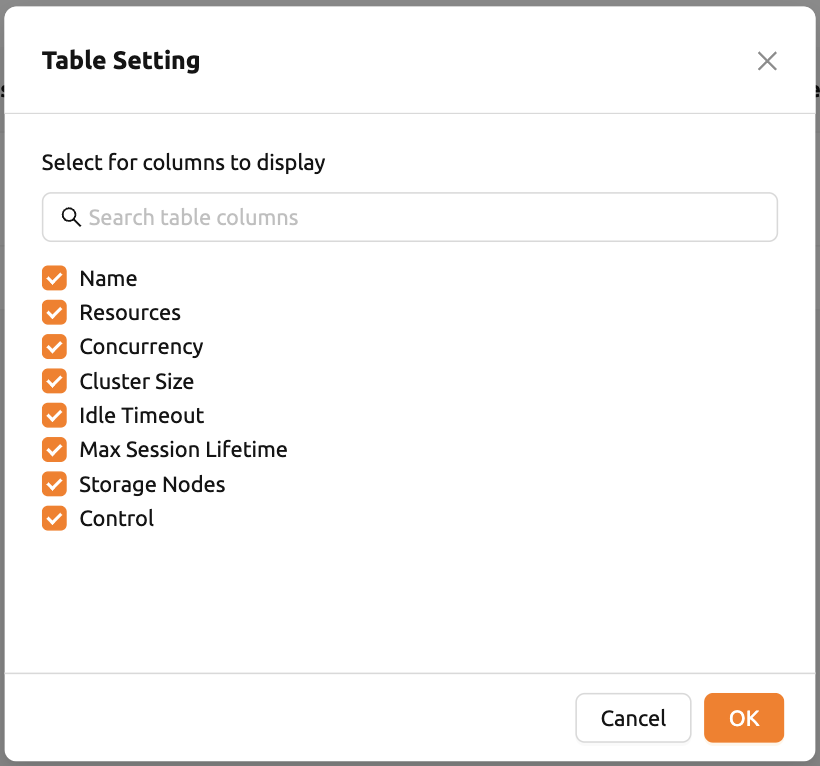 Table Setting
Select for columns to display
Search table columns
Name
Resources
Concurrency
Cluster Size
Idle Timeout
Max Session Lifetime
Storage Nodes
Control
Cancel
OK